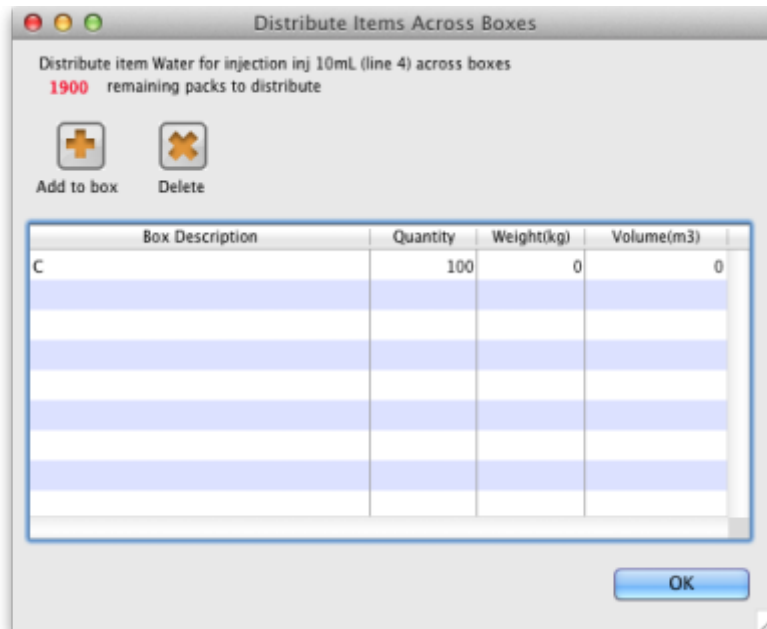 Distribute Items Across Boxes
Distribute item Water for injection inj 10mL (line 4) across boxes
1900 remaining packs to distribute
Add to box Delete
Box Description Quantity Weight(kg) Volume(m3)
C 100 0 0
OK